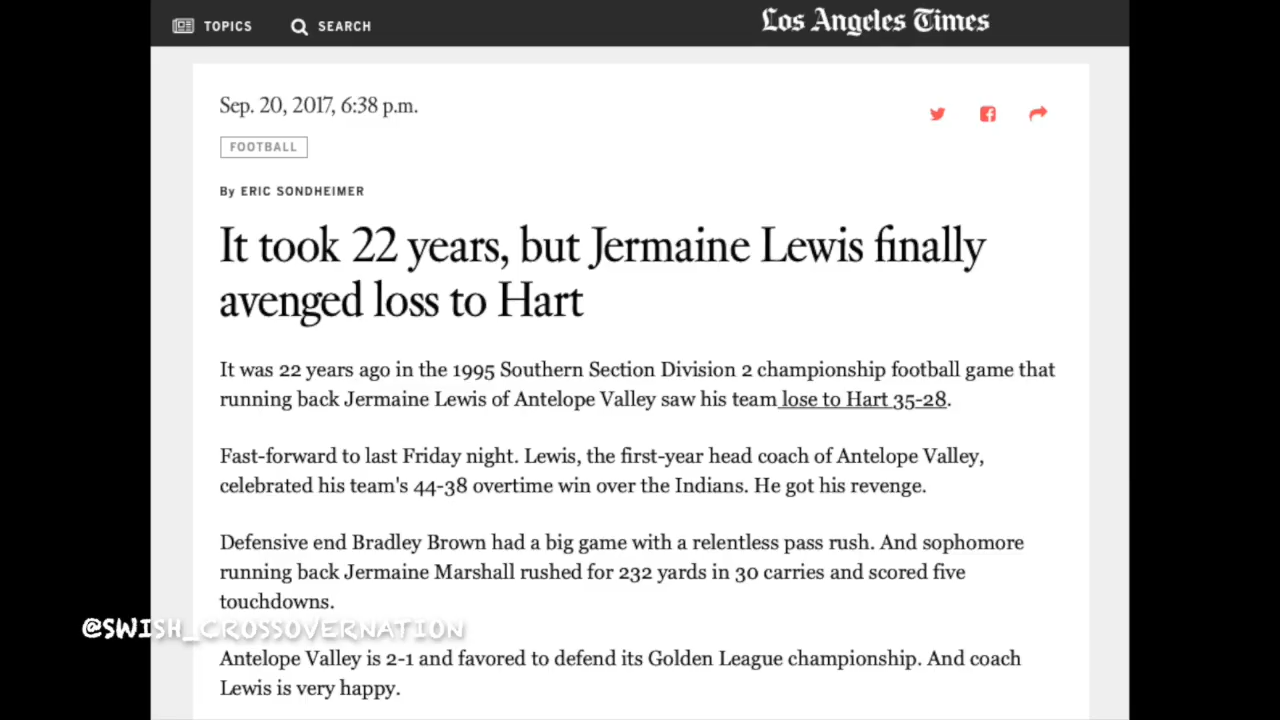 TOPICS SEARCH Los Angeles Times
Sep. 20, 2017, 6:38 p.m.
FOOTBALL
By ERIC SONDHEIMER
It took 22 years, but Jermaine Lewis finally
avenged loss to Hart
It was 22 years ago in the 1995 Southern Section Division 2 championship football game that
running back Jermaine Lewis of Antelope Valley saw his team lose to Hart 35-28.
Fast-forward to last Friday night. Lewis, the first-year head coach of Antelope Valley,
celebrated his team's 44-38 overtime win over the Indians. He got his revenge.
Defensive end Bradley Brown had a big game with a relentless pass rush. And sophomore
running back Jermaine Marshall rushed for 232 yards in 30 carries and scored five
touchdowns.
@SWISH_CROSSOVERNATION
Antelope Valley is 2-1 and favored to defend its Golden League championship. And coach
Lewis is very happy.